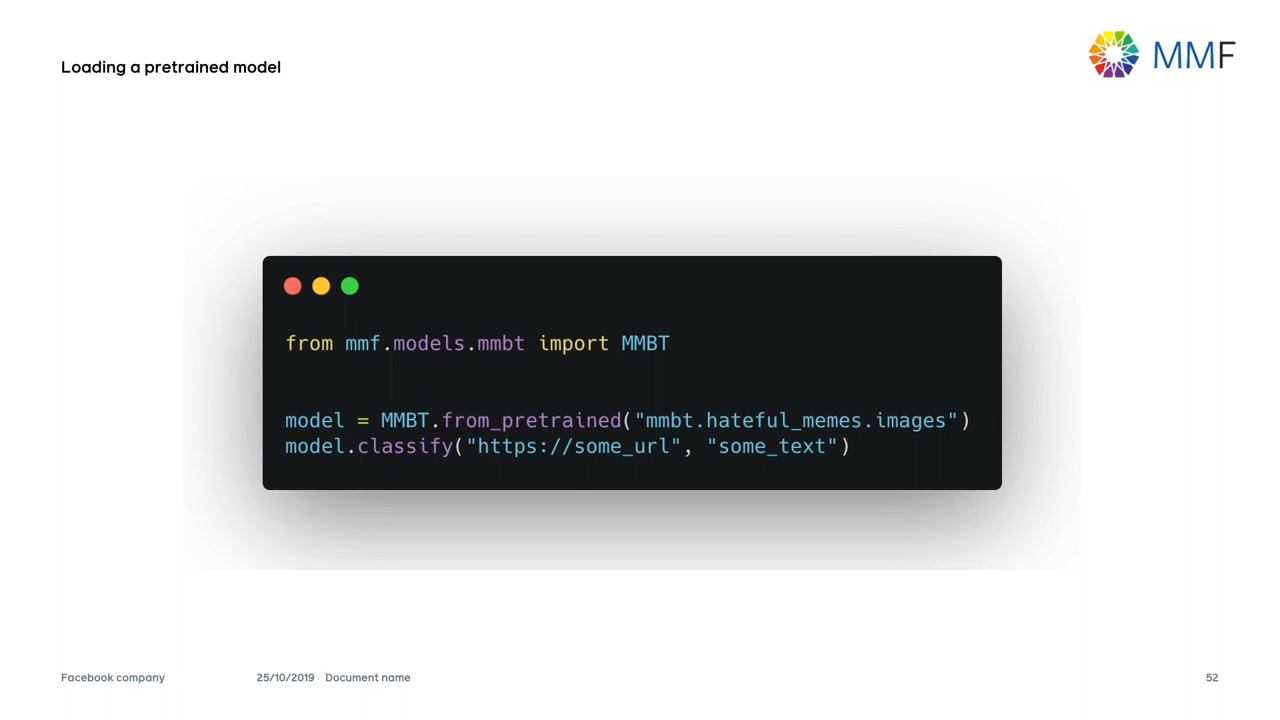 Loading a pretrained model
MMF
from mmf.models.mmbt import MMBT
model = MMBT.from_pretrained("mmbt.hateful_memes.images")
model.classify("https://some_url", "some_text")
Facebook company 25/10/2019 Document name 52